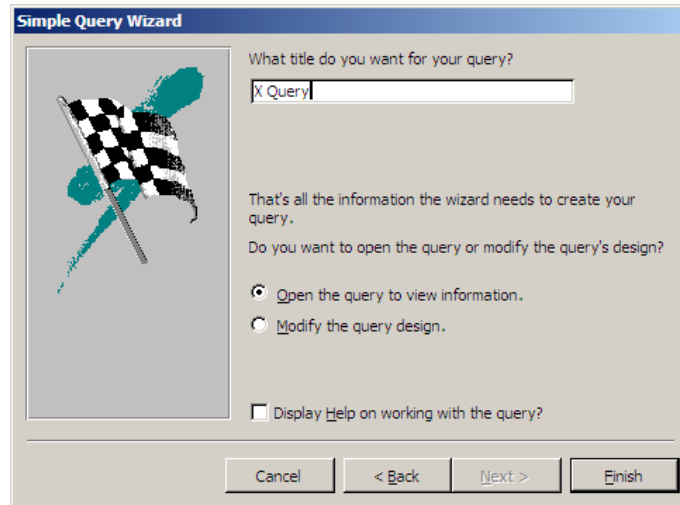 Simple Query Wizard
What title do you want for your query?
X Query
That's all the information the wizard needs to create your
query.
Do you want to open the query or modify the query's design?
Open the query to view information.
Modify the query design.
Display Help on working with the query?
Cancel
< Back
Next >
Finish